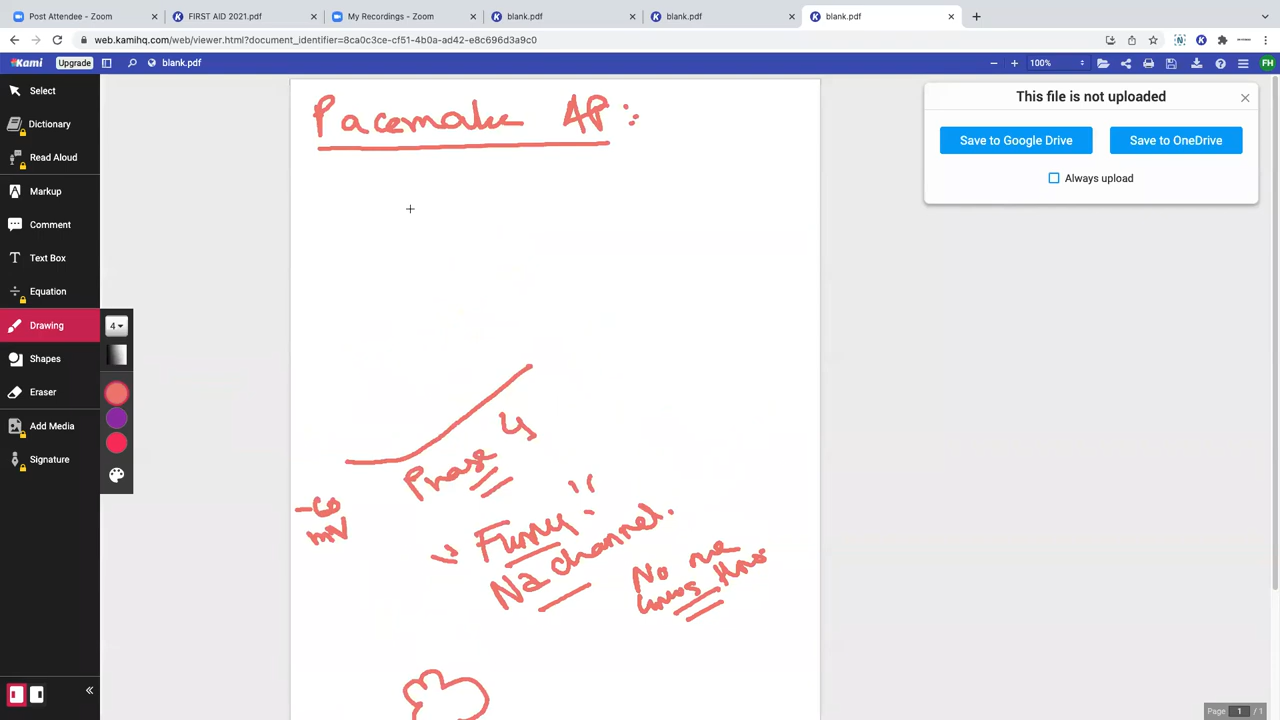 Post Attendee - Zoom
FIRST AID 2021.pdf
My Recordings - Zoom
blank.pdf
blank.pdf
blank.pdf
web.kamihq.com/web/viewer.html?document_identifier=8ca0c3ce-cf51-4b0a-ad42-e8c696d3a9c0
Kami
Upgrade
blank.pdf
100%
FH
Select
Dictionary
Read Aloud
Markup
Comment
Text Box
Equation
Drawing
Shapes
Eraser
Add Media
Signature
4
This file is not uploaded
Save to Google Drive
Save to OneDrive
Always upload
Pacemaker AP:
Phase 4
-60
mV
"Funny"
Na channel.
No one
knows
Page 1 / 1